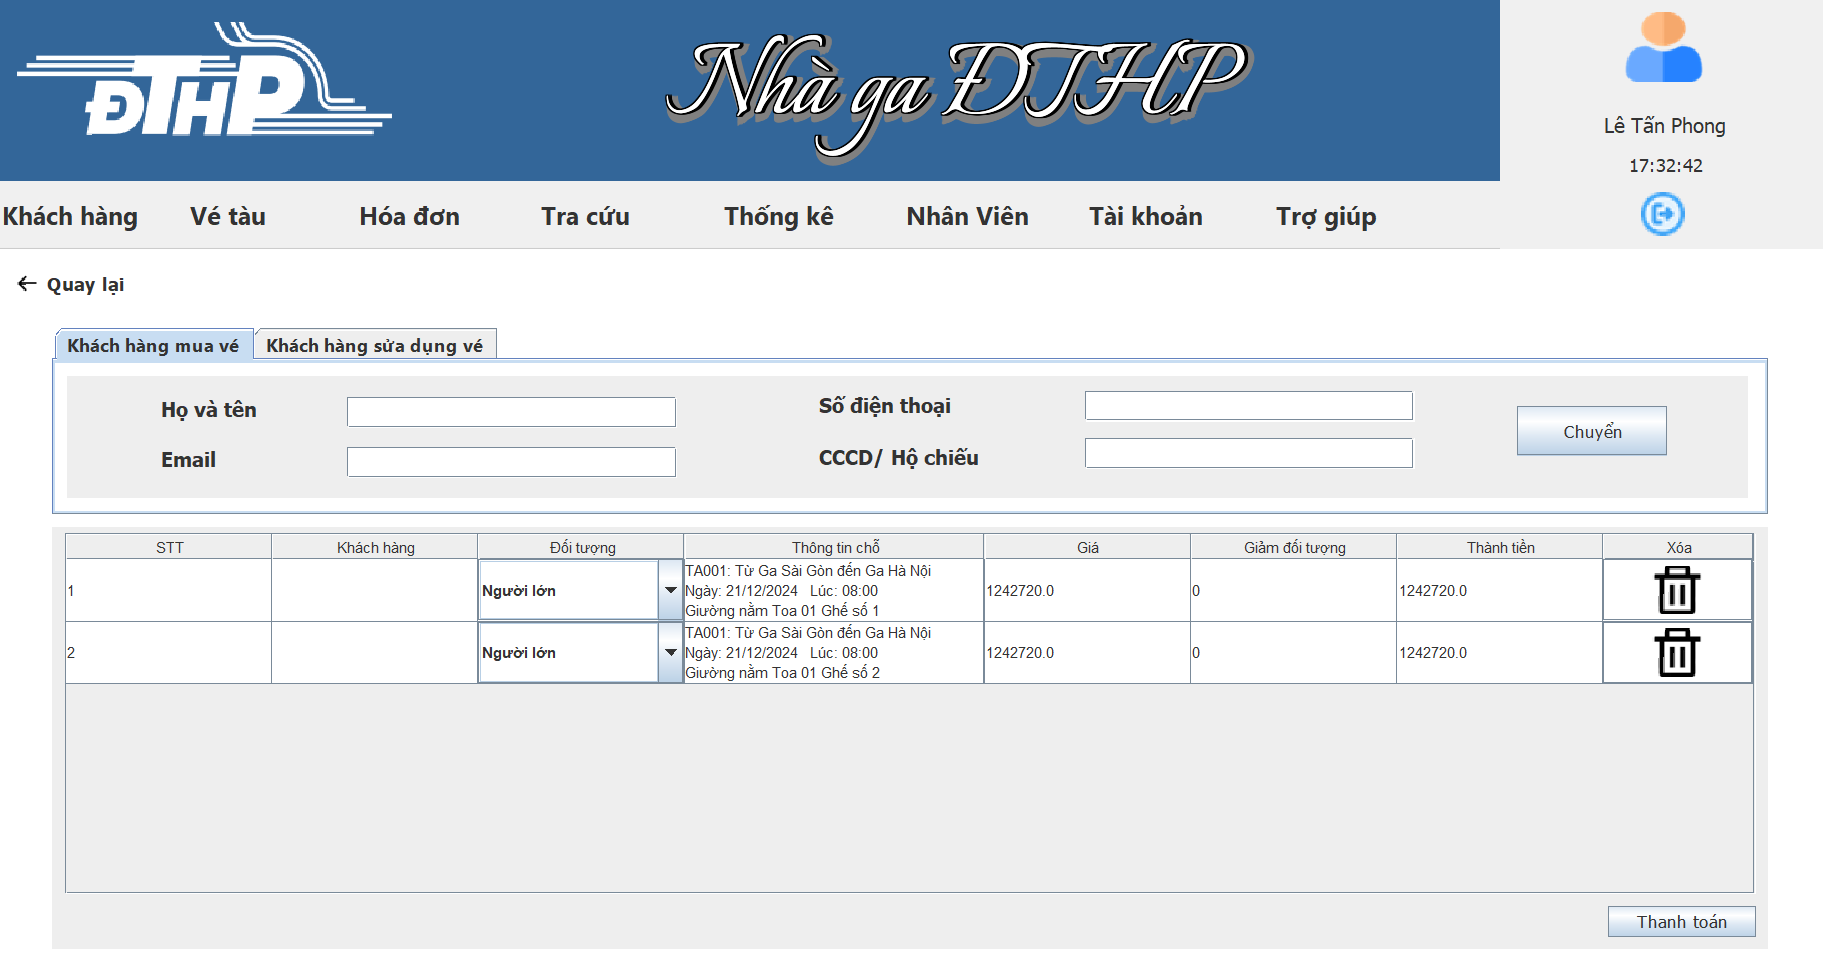 ĐTHP
Nhà ga ĐTHP
Lê Tấn Phong
17:32:42
Khách hàng Vé tàu Hóa đơn Tra cứu Thống kê Nhân Viên Tài khoản Trợ giúp
Quay lại
Khách hàng mua vé Khách hàng sửa dụng vé
Họ và tên Số điện thoại
Chuyển
Email CCCD/ Hộ chiếu
STT Khách hàng Đối tượng Thông tin chỗ Giá Giảm đối tượng Thành tiền Xóa
TA001: Từ Ga Sài Gòn đến Ga Hà Nội
1 Người lớn Ngày: 21/12/2024 Lúc: 08:00 1242720.0 0 1242720.0
Giường nằm Toa 01 Ghế số 1
TA001: Từ Ga Sài Gòn đến Ga Hà Nội
2 Người lớn Ngày: 21/12/2024 Lúc: 08:00 1242720.0 0 1242720.0
Giường nằm Toa 01 Ghế số 2
Thanh toán